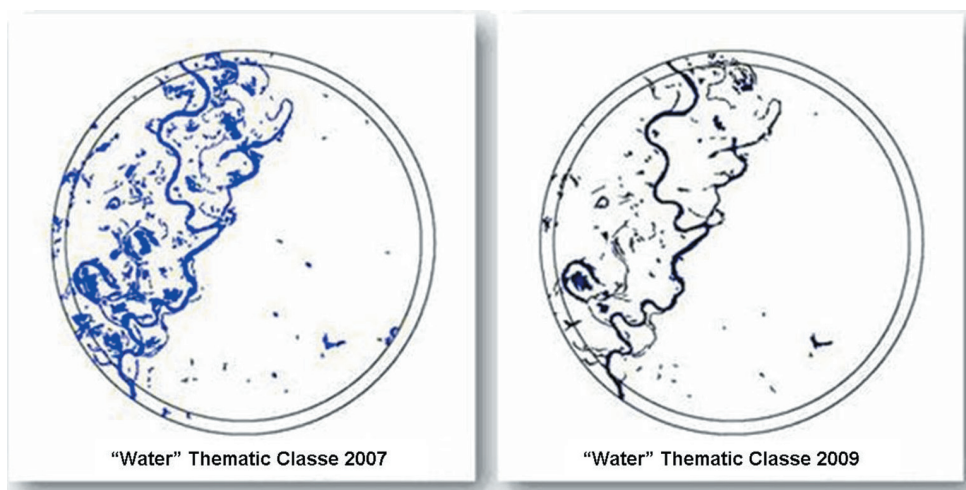 “Water” Thematic Classe 2007
“Water” Thematic Classe 2009